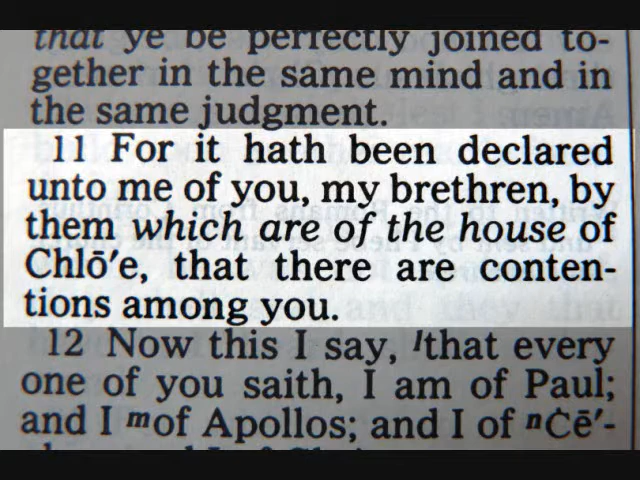 that ye be perfectly joined to-
gether in the same mind and in
the same judgment.
11 For it hath been declared
unto me of you, my brethren, by
them which are of the house of
Chlō′e, that there are conten-
tions among you.
12 Now this I say, lthat every
one of you saith, I am of Paul;
and I mof Apollos; and I of nÇē′-